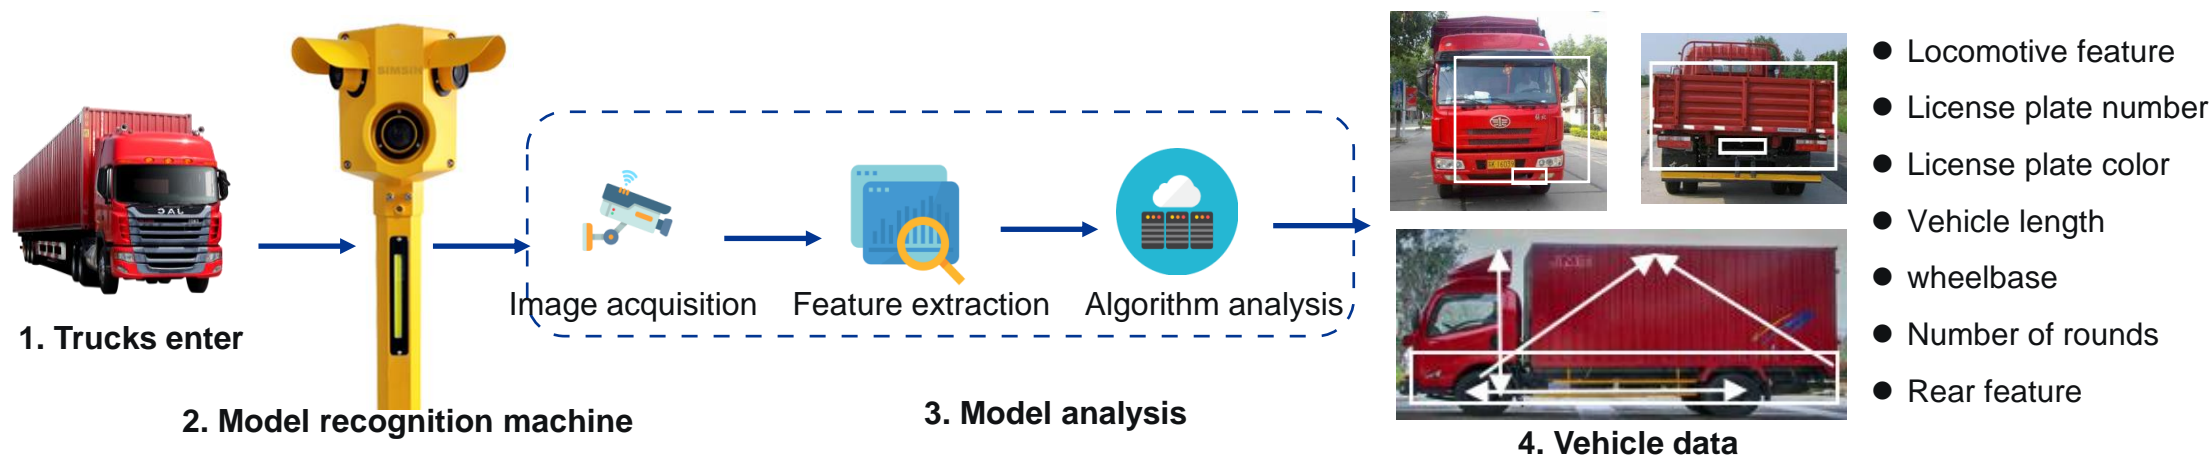 SIMSIN
1. Trucks enter
2. Model recognition machine
Image acquisition
Feature extraction
Algorithm analysis
3. Model analysis
4. Vehicle data
● Locomotive feature
● License plate number
● License plate color
● Vehicle length
● wheelbase
● Number of rounds
● Rear feature